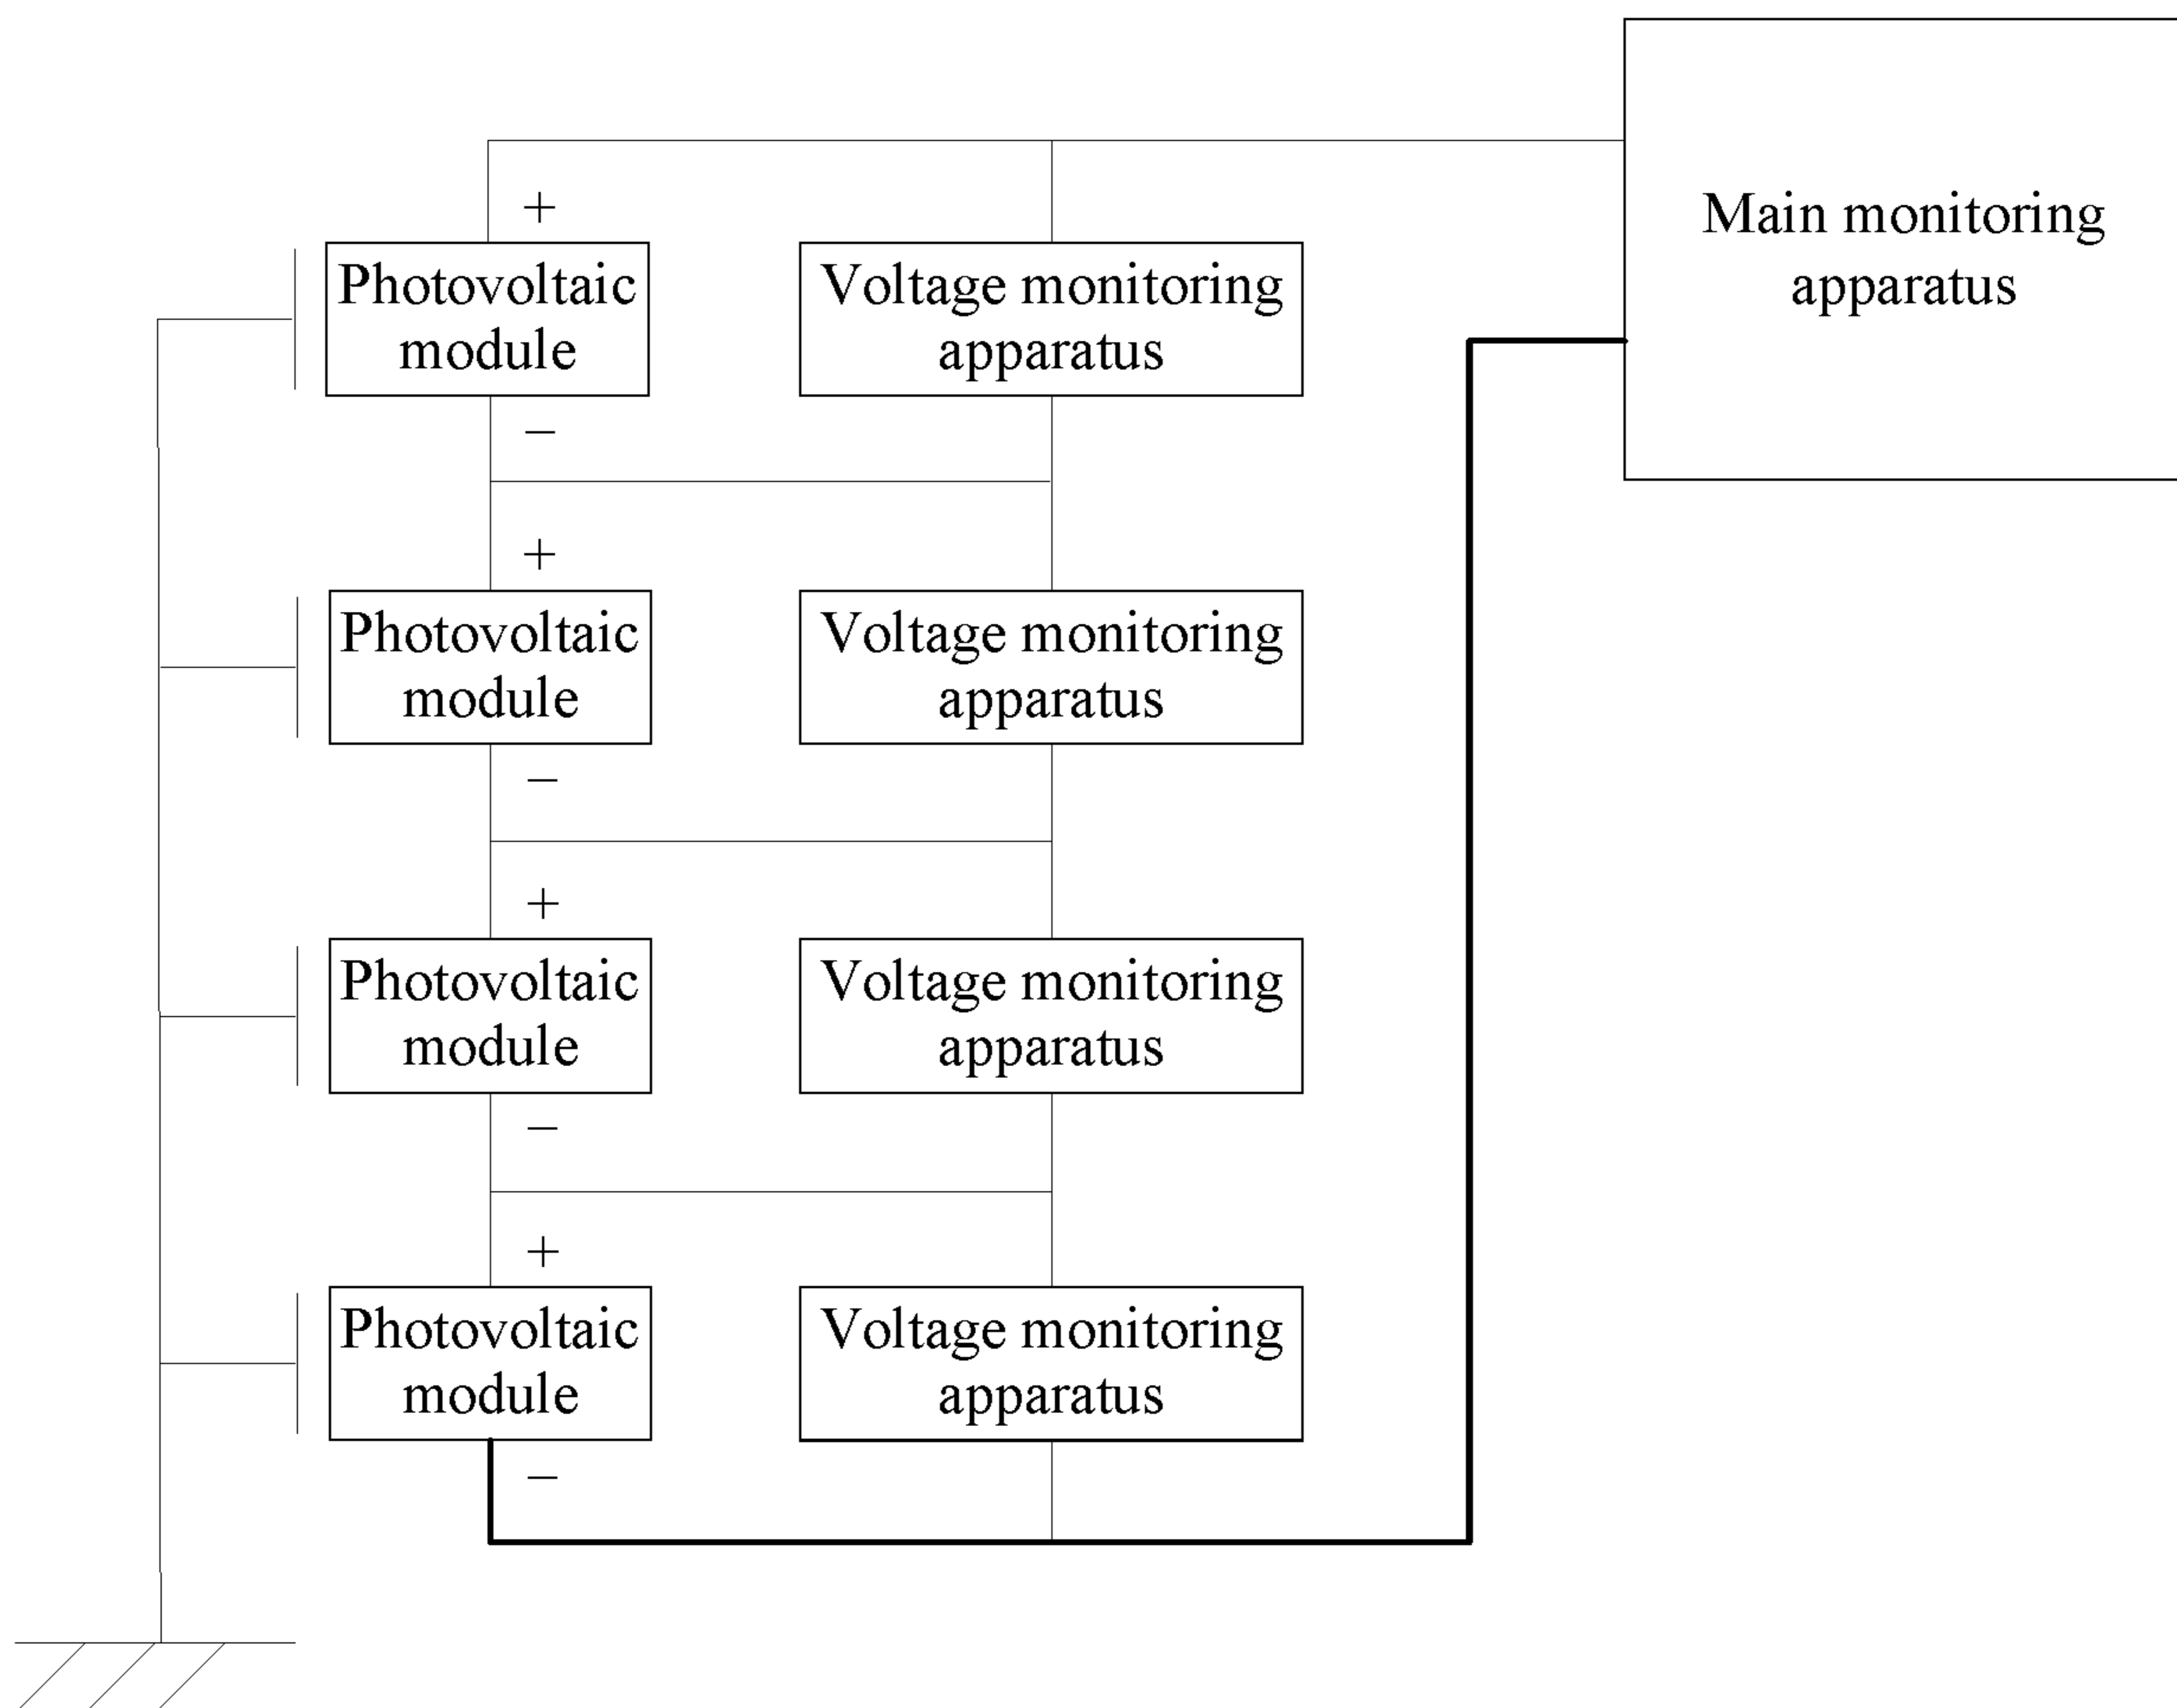 Main monitoring
apparatus
+
Photovoltaic
module
Voltage monitoring
apparatus
−
+
Photovoltaic
module
Voltage monitoring
apparatus
−
+
Photovoltaic
module
Voltage monitoring
apparatus
−
+
Photovoltaic
module
Voltage monitoring
apparatus
−